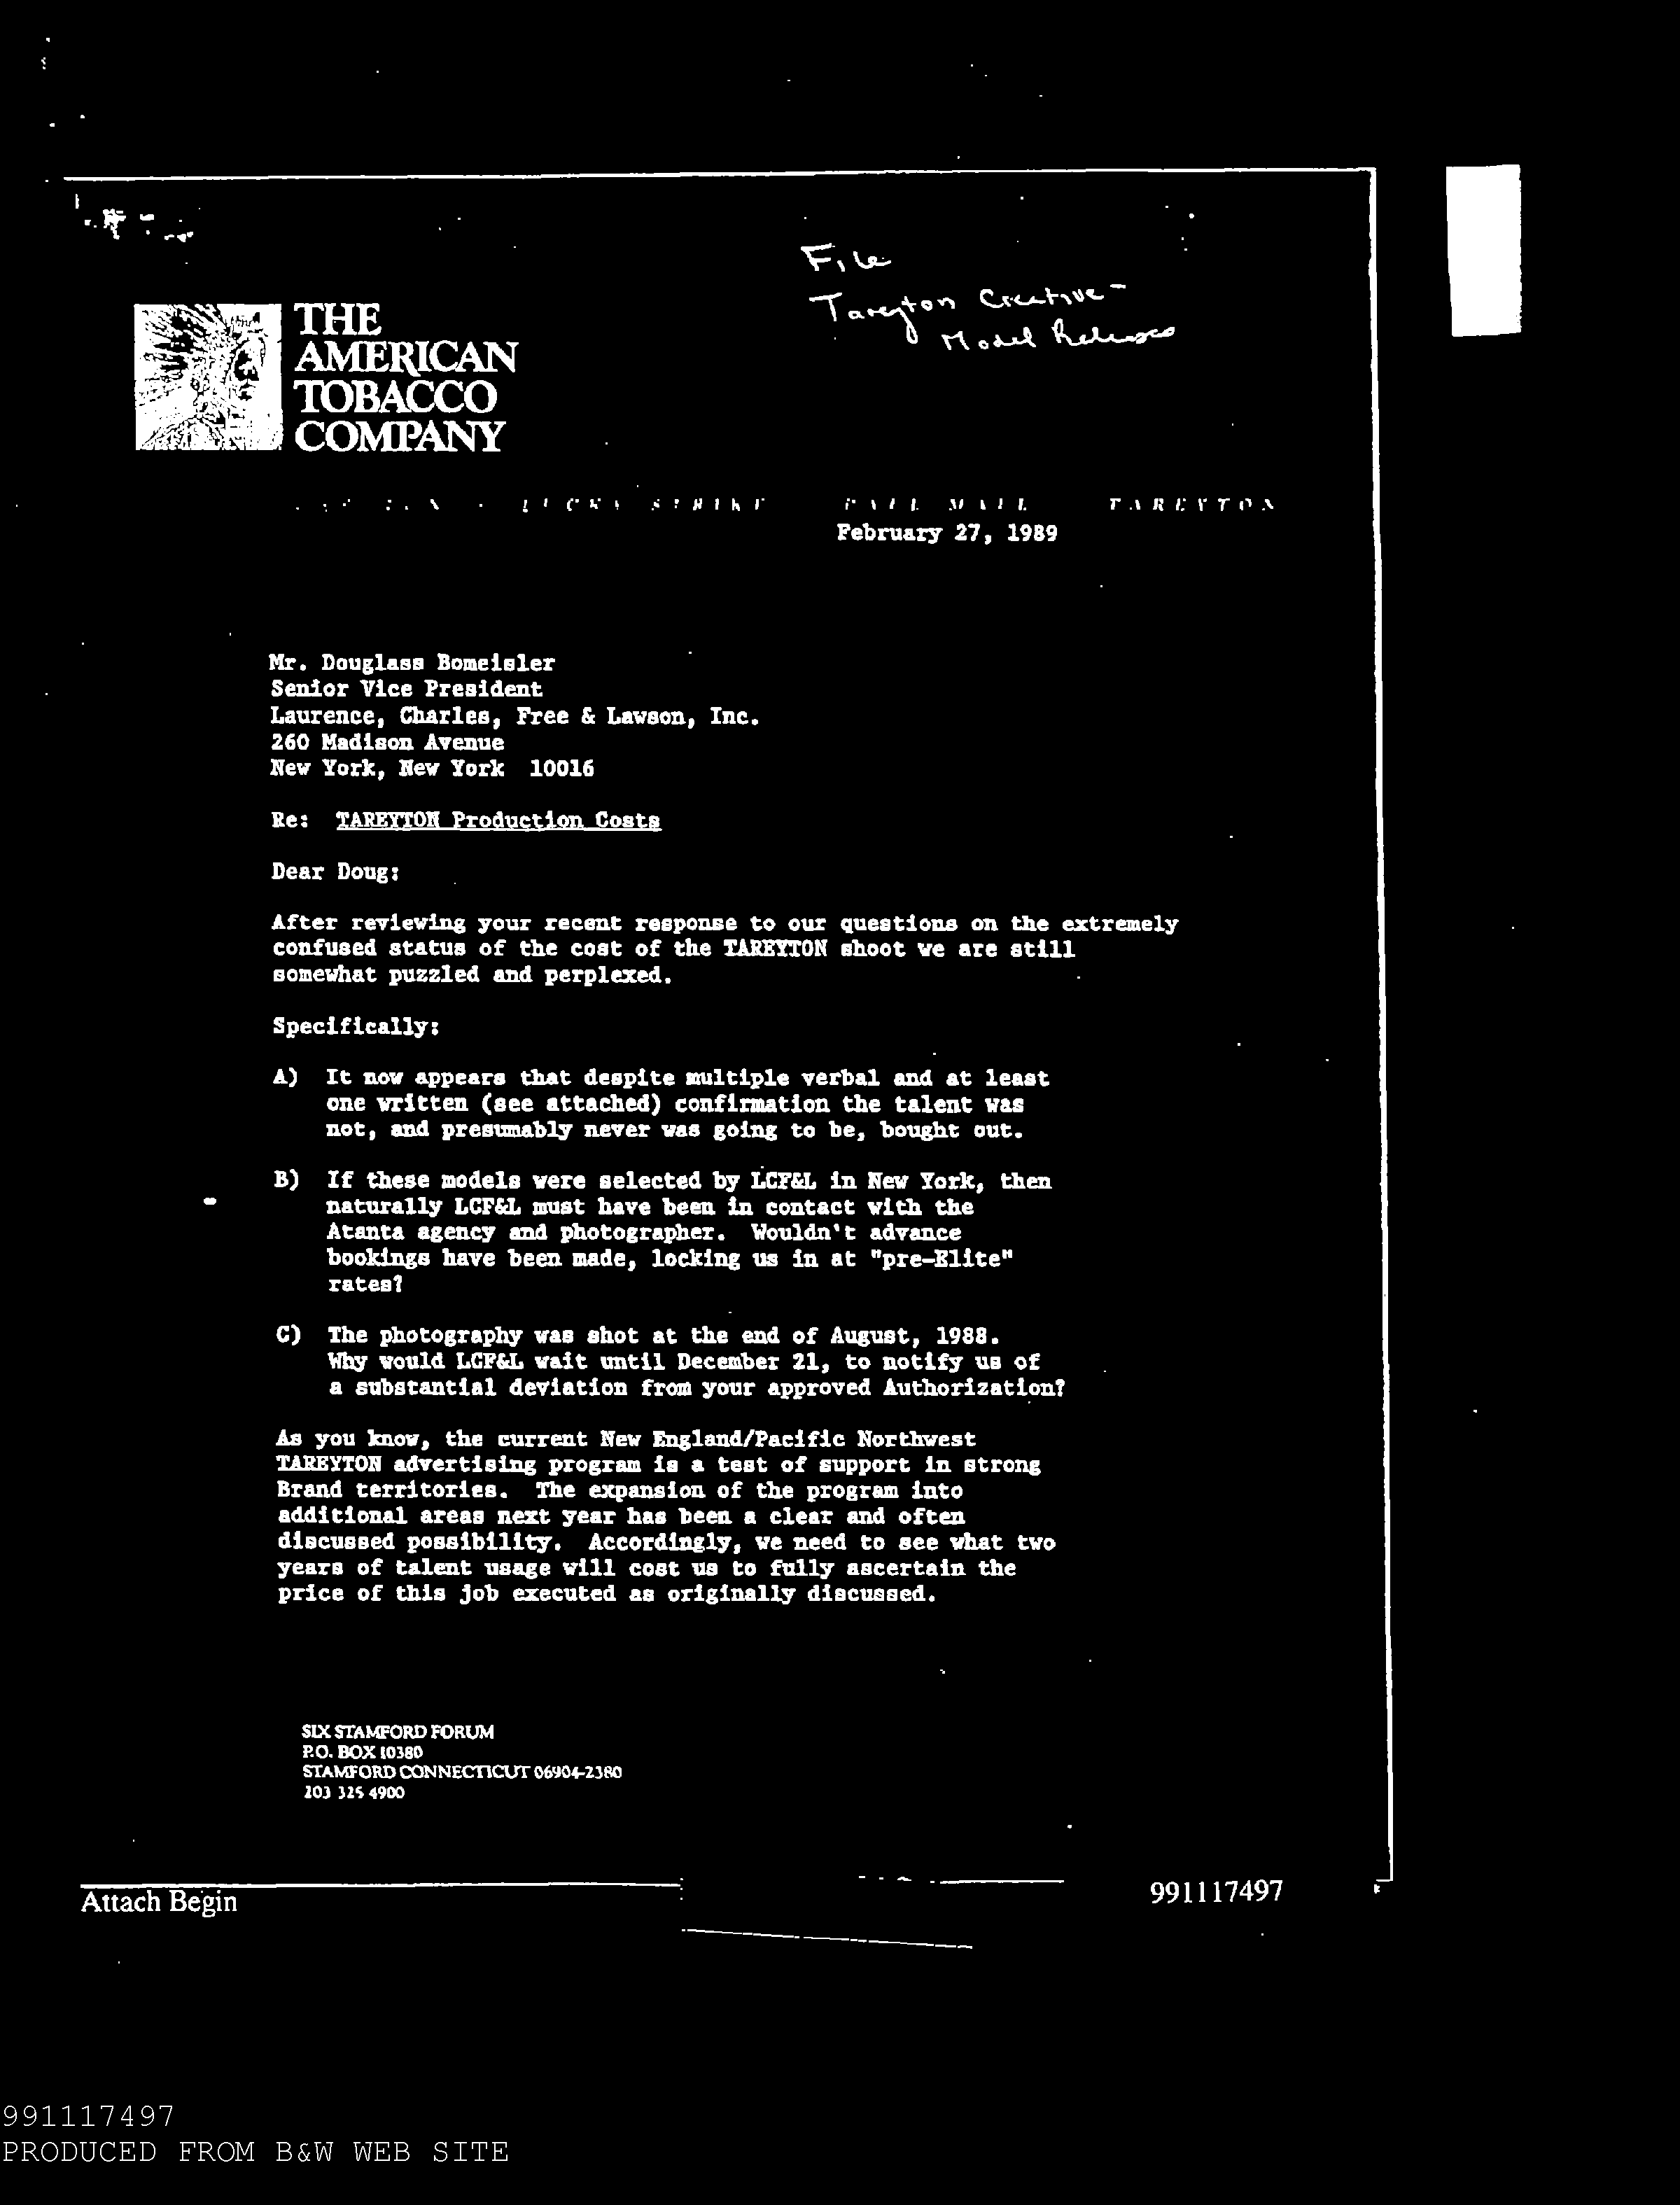 File
Tareyton Creative-
Model Releases
THE
AMERICAN
TOBACCO
COMPANY
LUCKY STRIKE PALL MALL TAREYTON
February 27, 1989
Mr. Douglass Bomeisler
Senior Vice President
Laurence, Charles, Free & Lawson, Inc.
260 Madison Avenue
New York, New York 10016
Re: TAREYTON Production Costs
Dear Doug:
After reviewing your recent response to our questions on the extremely
confused status of the cost of the TAREYTON shoot we are still
somewhat puzzled and perplexed.
Specifically:
A) It now appears that despite multiple verbal and at least
one written (see attached) confirmation the talent was
not, and presumably never was going to be, bought out.
B) If these models were selected by LCF&L in New York, then
naturally LCF&L must have been in contact with the
Atanta agency and photographer. Wouldn't advance
bookings have been made, locking us in at "pre-Elite"
rates?
C) The photography was shot at the end of August, 1988.
Why would LCF&L wait until December 21, to notify us of
a substantial deviation from your approved Authorization?
As you know, the current New England/Pacific Northwest
TAREYTON advertising program is a test of support in strong
Brand territories. The expansion of the program into
additional areas next year has been a clear and often
discussed possibility. Accordingly, we need to see what two
years of talent usage will cost us to fully ascertain the
price of this job executed as originally discussed.
SIX STAMFORD FORUM
P.O. BOX 10380
STAMFORD CONNECTICUT 06904-2380
203 325 4900
Attach Begin
991117497
991117497
PRODUCED FROM B&W WEB SITE